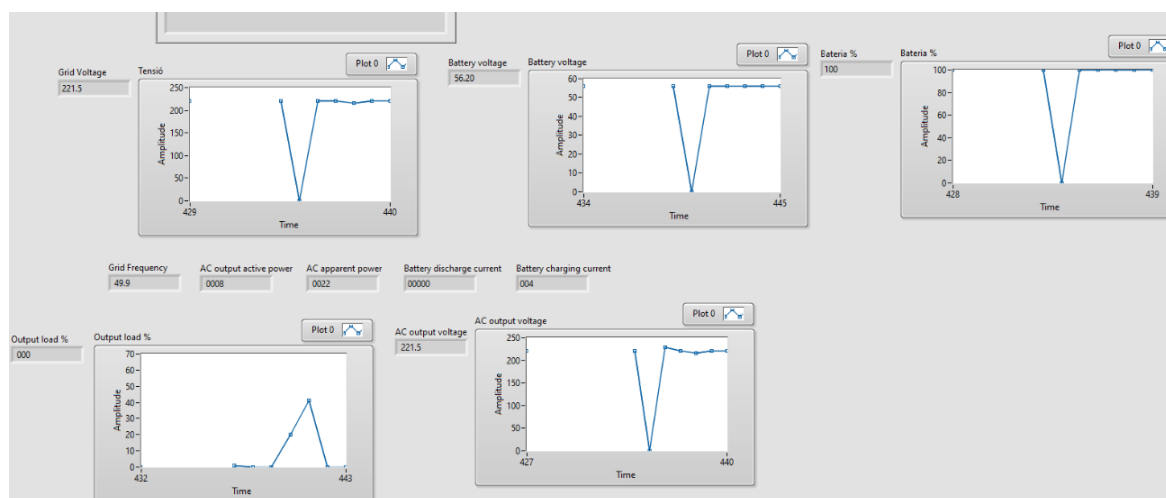 Grid Voltage
221.5
Tensió
Plot 0
250
200
150
100
50
0
Amplitude
429
440
Time
Battery voltage
56.20
Battery voltage
Plot 0
60
50
40
30
20
10
0
Amplitude
434
445
Time
Bateria %
100
Bateria %
Plot 0
100
80
60
40
20
0
Amplitude
428
439
Time
Grid Frequency
49.9
AC output active power
0008
AC apparent power
0022
Battery discharge current
00000
Battery charging current
004
Output load %
000
Output load %
Plot 0
70
60
50
40
30
20
10
0
Amplitude
432
443
Time
AC output voltage
221.5
AC output voltage
Plot 0
250
200
150
100
50
0
Amplitude
427
440
Time